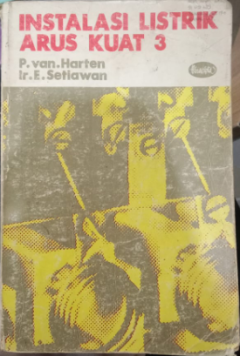 INSTALASI LISTRIK
ARUS KUAT 3
P.van.Harten
Ir.E.Setiawan